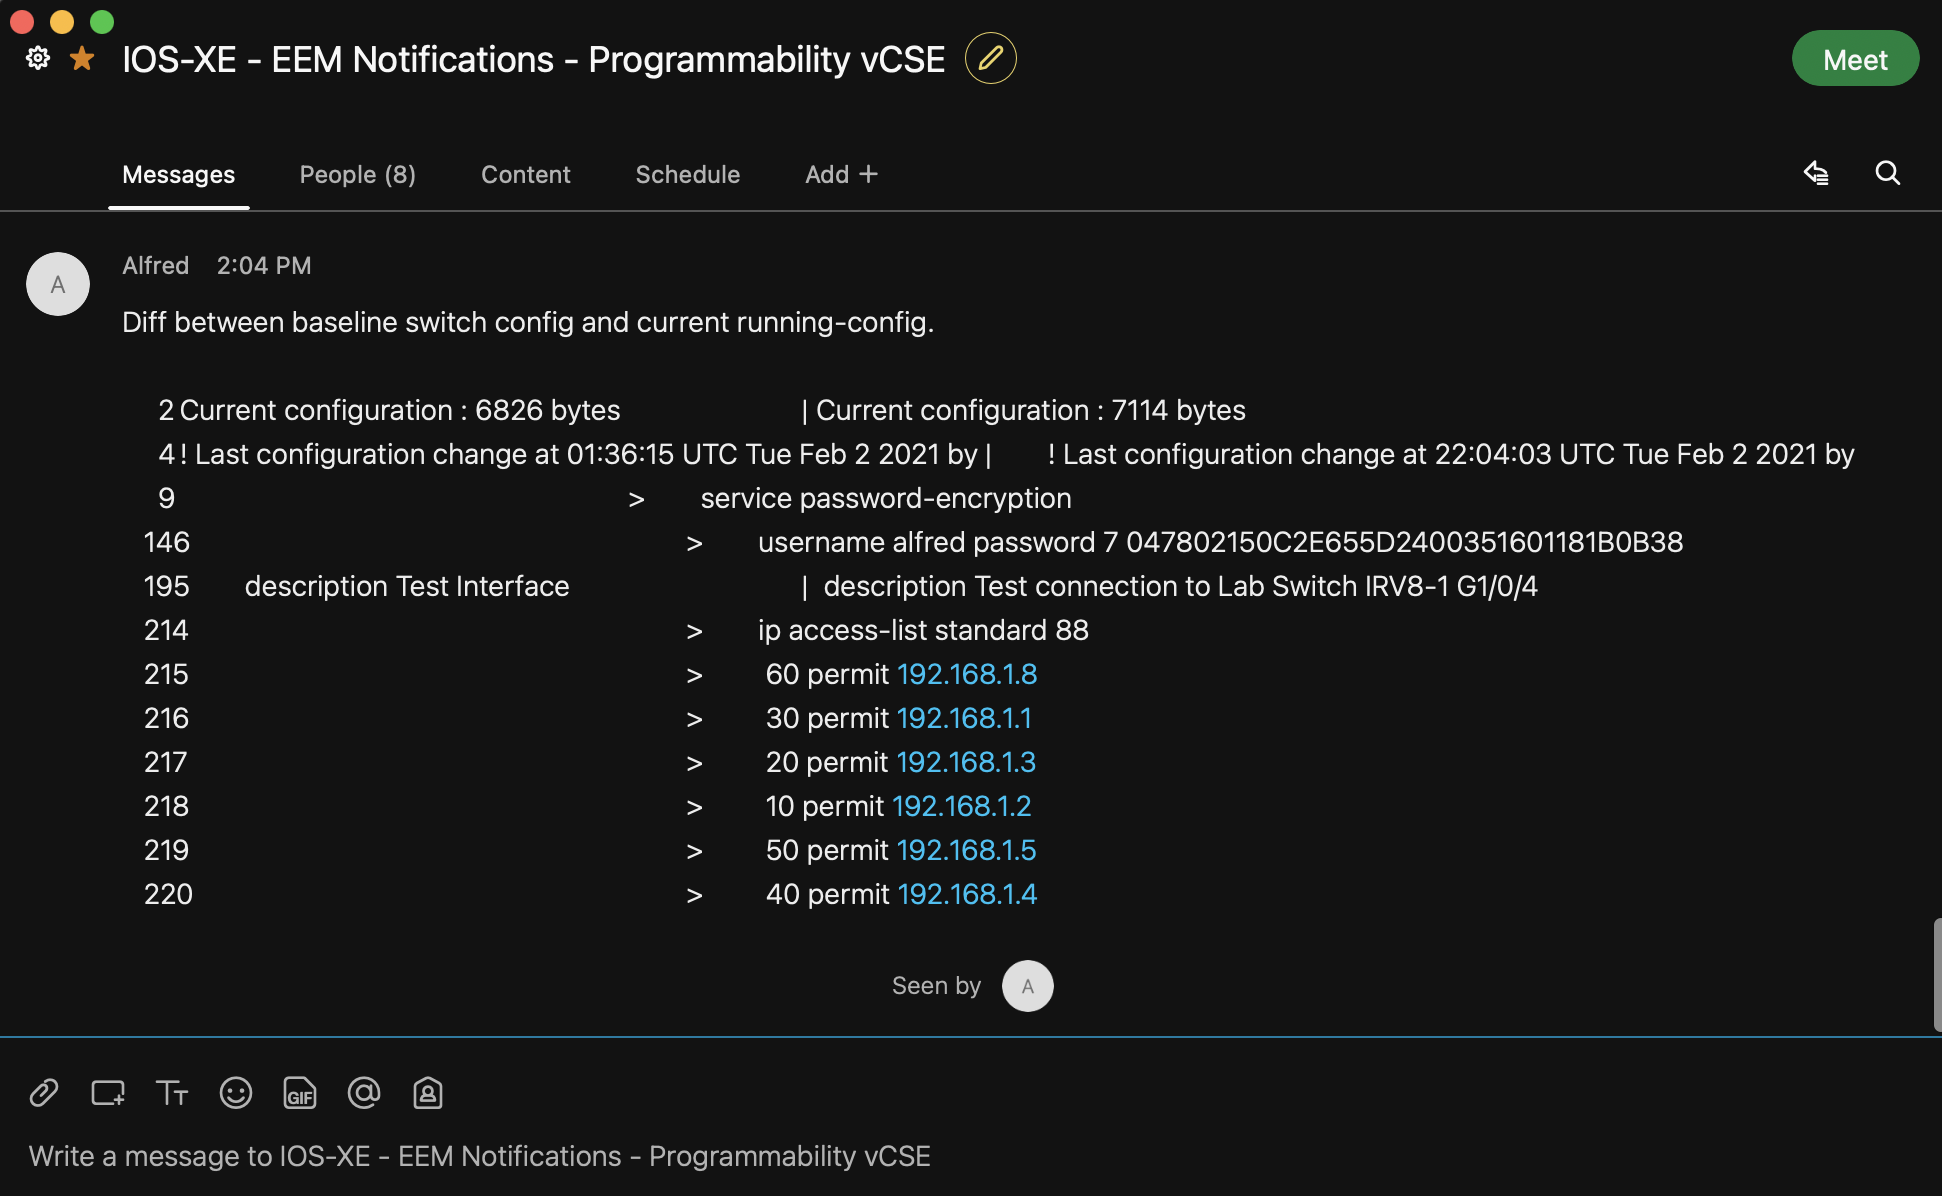 IOS-XE - EEM Notifications - Programmability vCSE
Meet
Messages People (8) Content Schedule Add +
A
Alfred 2:04 PM
Diff between baseline switch config and current running-config.
2 Current configuration : 6826 bytes | Current configuration : 7114 bytes
4 ! Last configuration change at 01:36:15 UTC Tue Feb 2 2021 by | ! Last configuration change at 22:04:03 UTC Tue Feb 2 2021 by
9 > service password-encryption
146 > username alfred password 7 047802150C2E655D2400351601181B0B38
195 description Test Interface | description Test connection to Lab Switch IRV8-1 G1/0/4
214 > ip access-list standard 88
215 > 60 permit 192.168.1.8
216 > 30 permit 192.168.1.1
217 > 20 permit 192.168.1.3
218 > 10 permit 192.168.1.2
219 > 50 permit 192.168.1.5
220 > 40 permit 192.168.1.4
Seen by A
GIF
Write a message to IOS-XE - EEM Notifications - Programmability vCSE